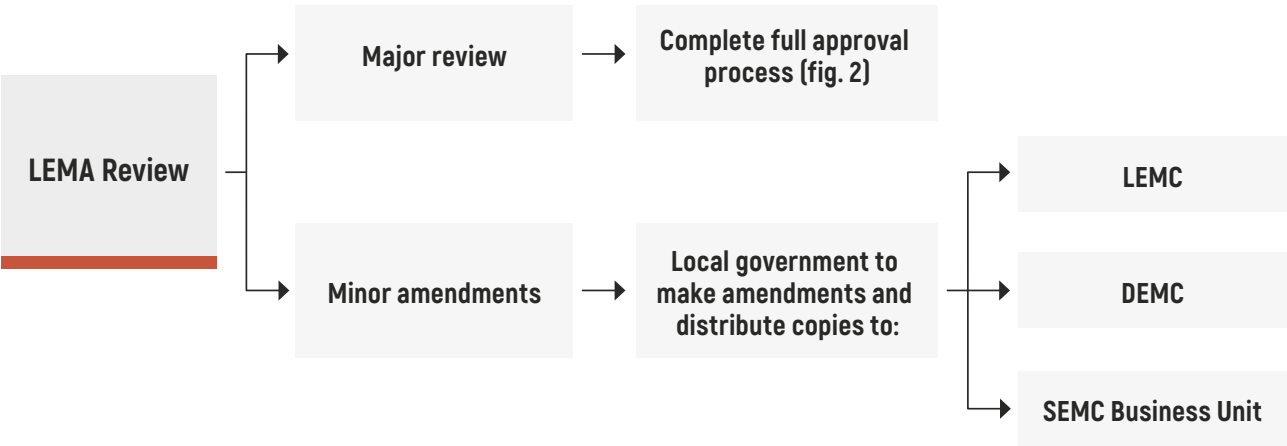 LEMA Review
Major review
Complete full approval
process (fig. 2)
Minor amendments
Local government to
make amendments and
distribute copies to:
LEMC
DEMC
SEMC Business Unit